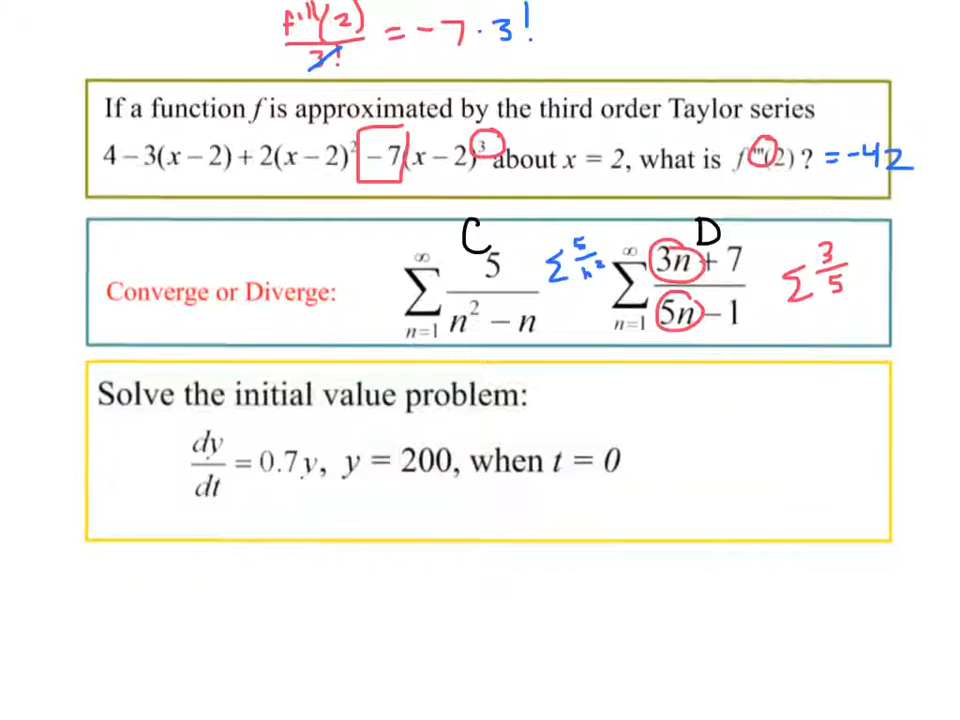 f'''(2)/3! = -7 · 3!
If a function f is approximated by the third order Taylor series
4 – 3(x – 2) + 2(x – 2)² – 7(x – 2)³ about x = 2, what is f'''(2) ? = -42
Converge or Diverge: ∞∑n=1 5/(n² – n) C ∑ 5/n² ∞∑n=1 (3n + 7)/(5n – 1) D ∑ 3/5
Solve the initial value problem:
dy/dt = 0.7y, y = 200, when t = 0